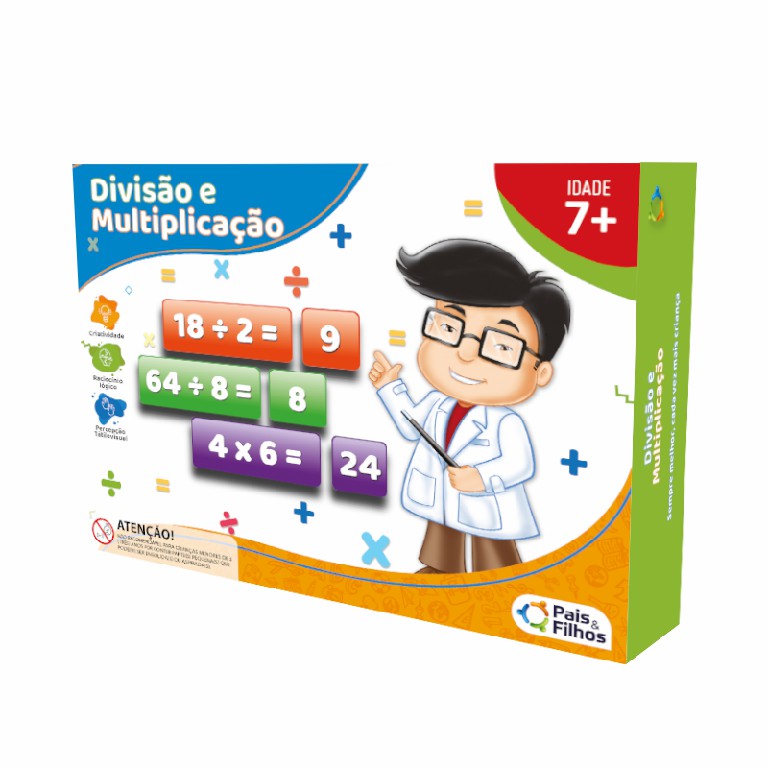 Divisão e
Multiplicação
IDADE
7+
Criatividade
Raciocínio
lógico
Percepção
Tátil/visual
18 ÷ 2 = 9
64 ÷ 8 = 8
4 x 6 = 24
ATENÇÃO!
Pais &
Filhos
Divisão e
Multiplicação
Sempre melhor, cada vez mais criança